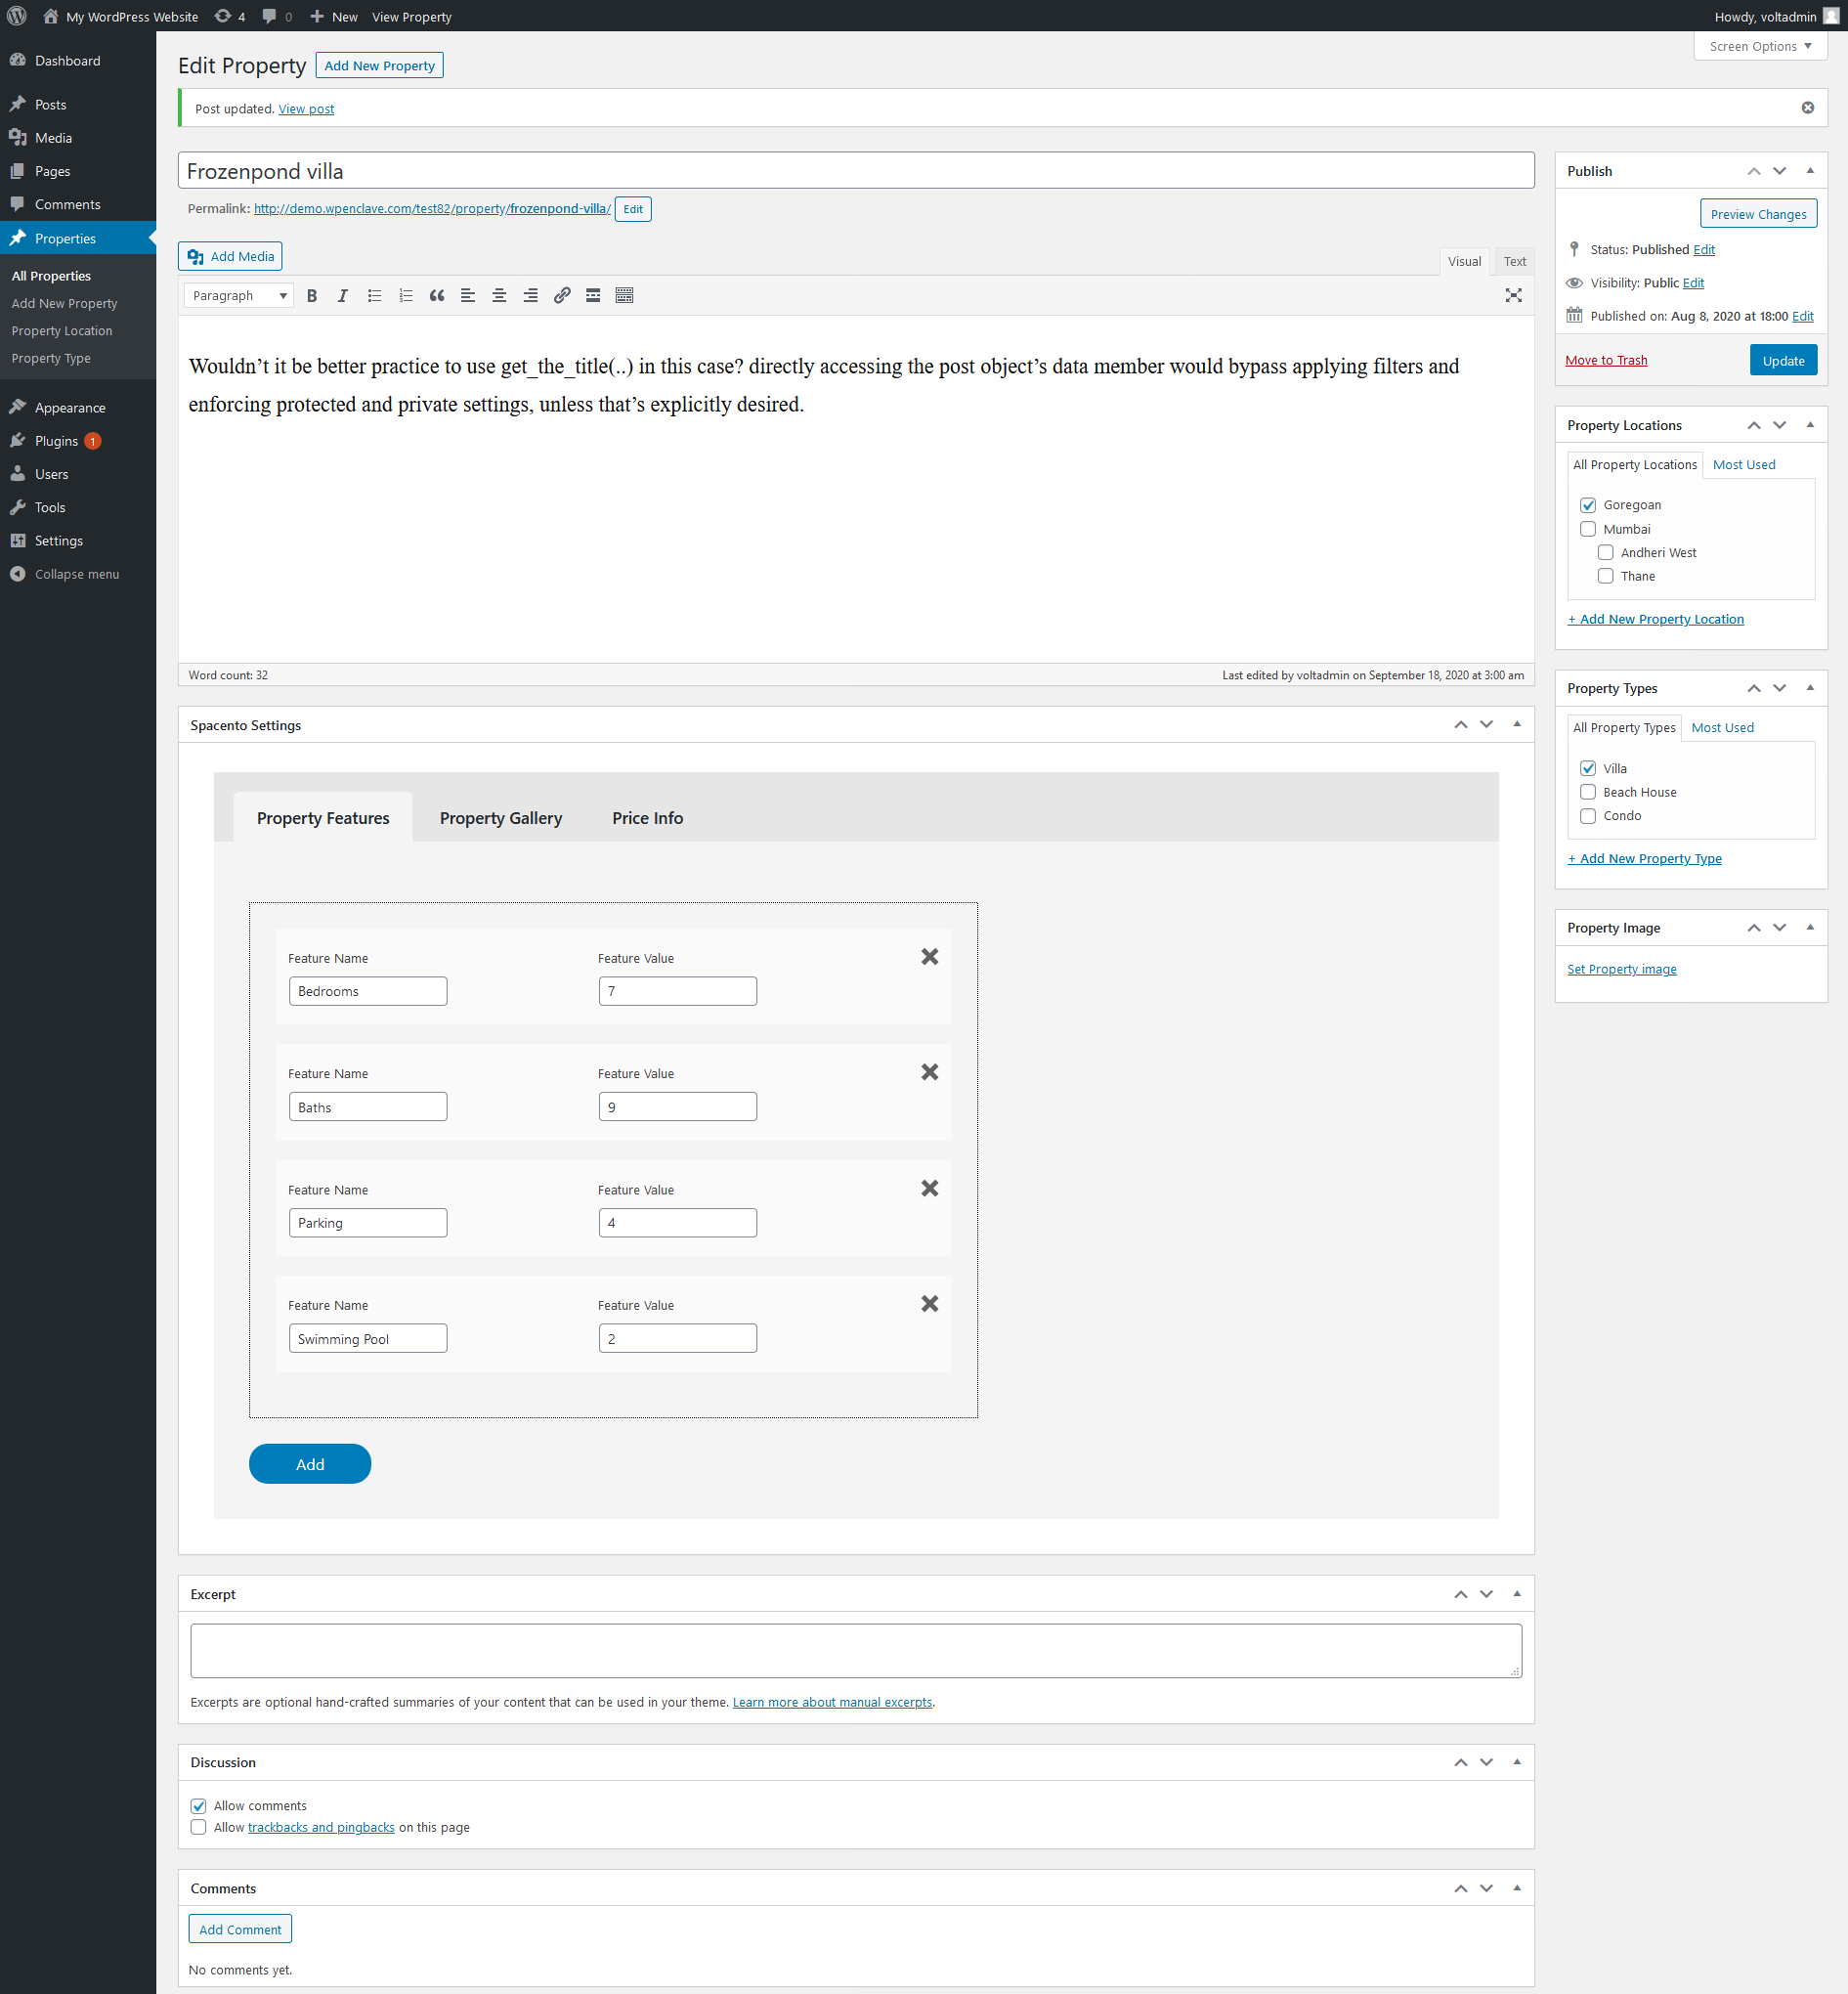 My WordPress Website 4 0 New View Property Howdy, voltadmin
Screen Options
Dashboard
Posts
Media
Pages
Comments
Properties
All Properties
Add New Property
Property Location
Property Type
Appearance
Plugins 1
Users
Tools
Settings
Collapse menu
Edit Property Add New Property
Post updated. View post
Frozenpond villa
Permalink: http://demo.wpenclave.com/test82/property/frozenpond-villa/ Edit
Add Media
Visual Text
Paragraph
Wouldn’t it be better practice to use get_the_title(..) in this case? directly accessing the post object’s data member would bypass applying filters and
enforcing protected and private settings, unless that’s explicitly desired.
Word count: 32 Last edited by voltadmin on September 18, 2020 at 3:00 am
Spacento Settings
Property Features Property Gallery Price Info
Feature Name Feature Value
Bedrooms 7
Feature Name Feature Value
Baths 9
Feature Name Feature Value
Parking 4
Feature Name Feature Value
Swimming Pool 2
Add
Excerpt
Excerpts are optional hand-crafted summaries of your content that can be used in your theme. Learn more about manual excerpts.
Discussion
Allow comments
Allow trackbacks and pingbacks on this page
Comments
Add Comment
No comments yet.
Publish
Preview Changes
Status: Published Edit
Visibility: Public Edit
Published on: Aug 8, 2020 at 18:00 Edit
Move to Trash Update
Property Locations
All Property Locations Most Used
Goregoan
Mumbai
Andheri West
Thane
+ Add New Property Location
Property Types
All Property Types Most Used
Villa
Beach House
Condo
+ Add New Property Type
Property Image
Set Property image